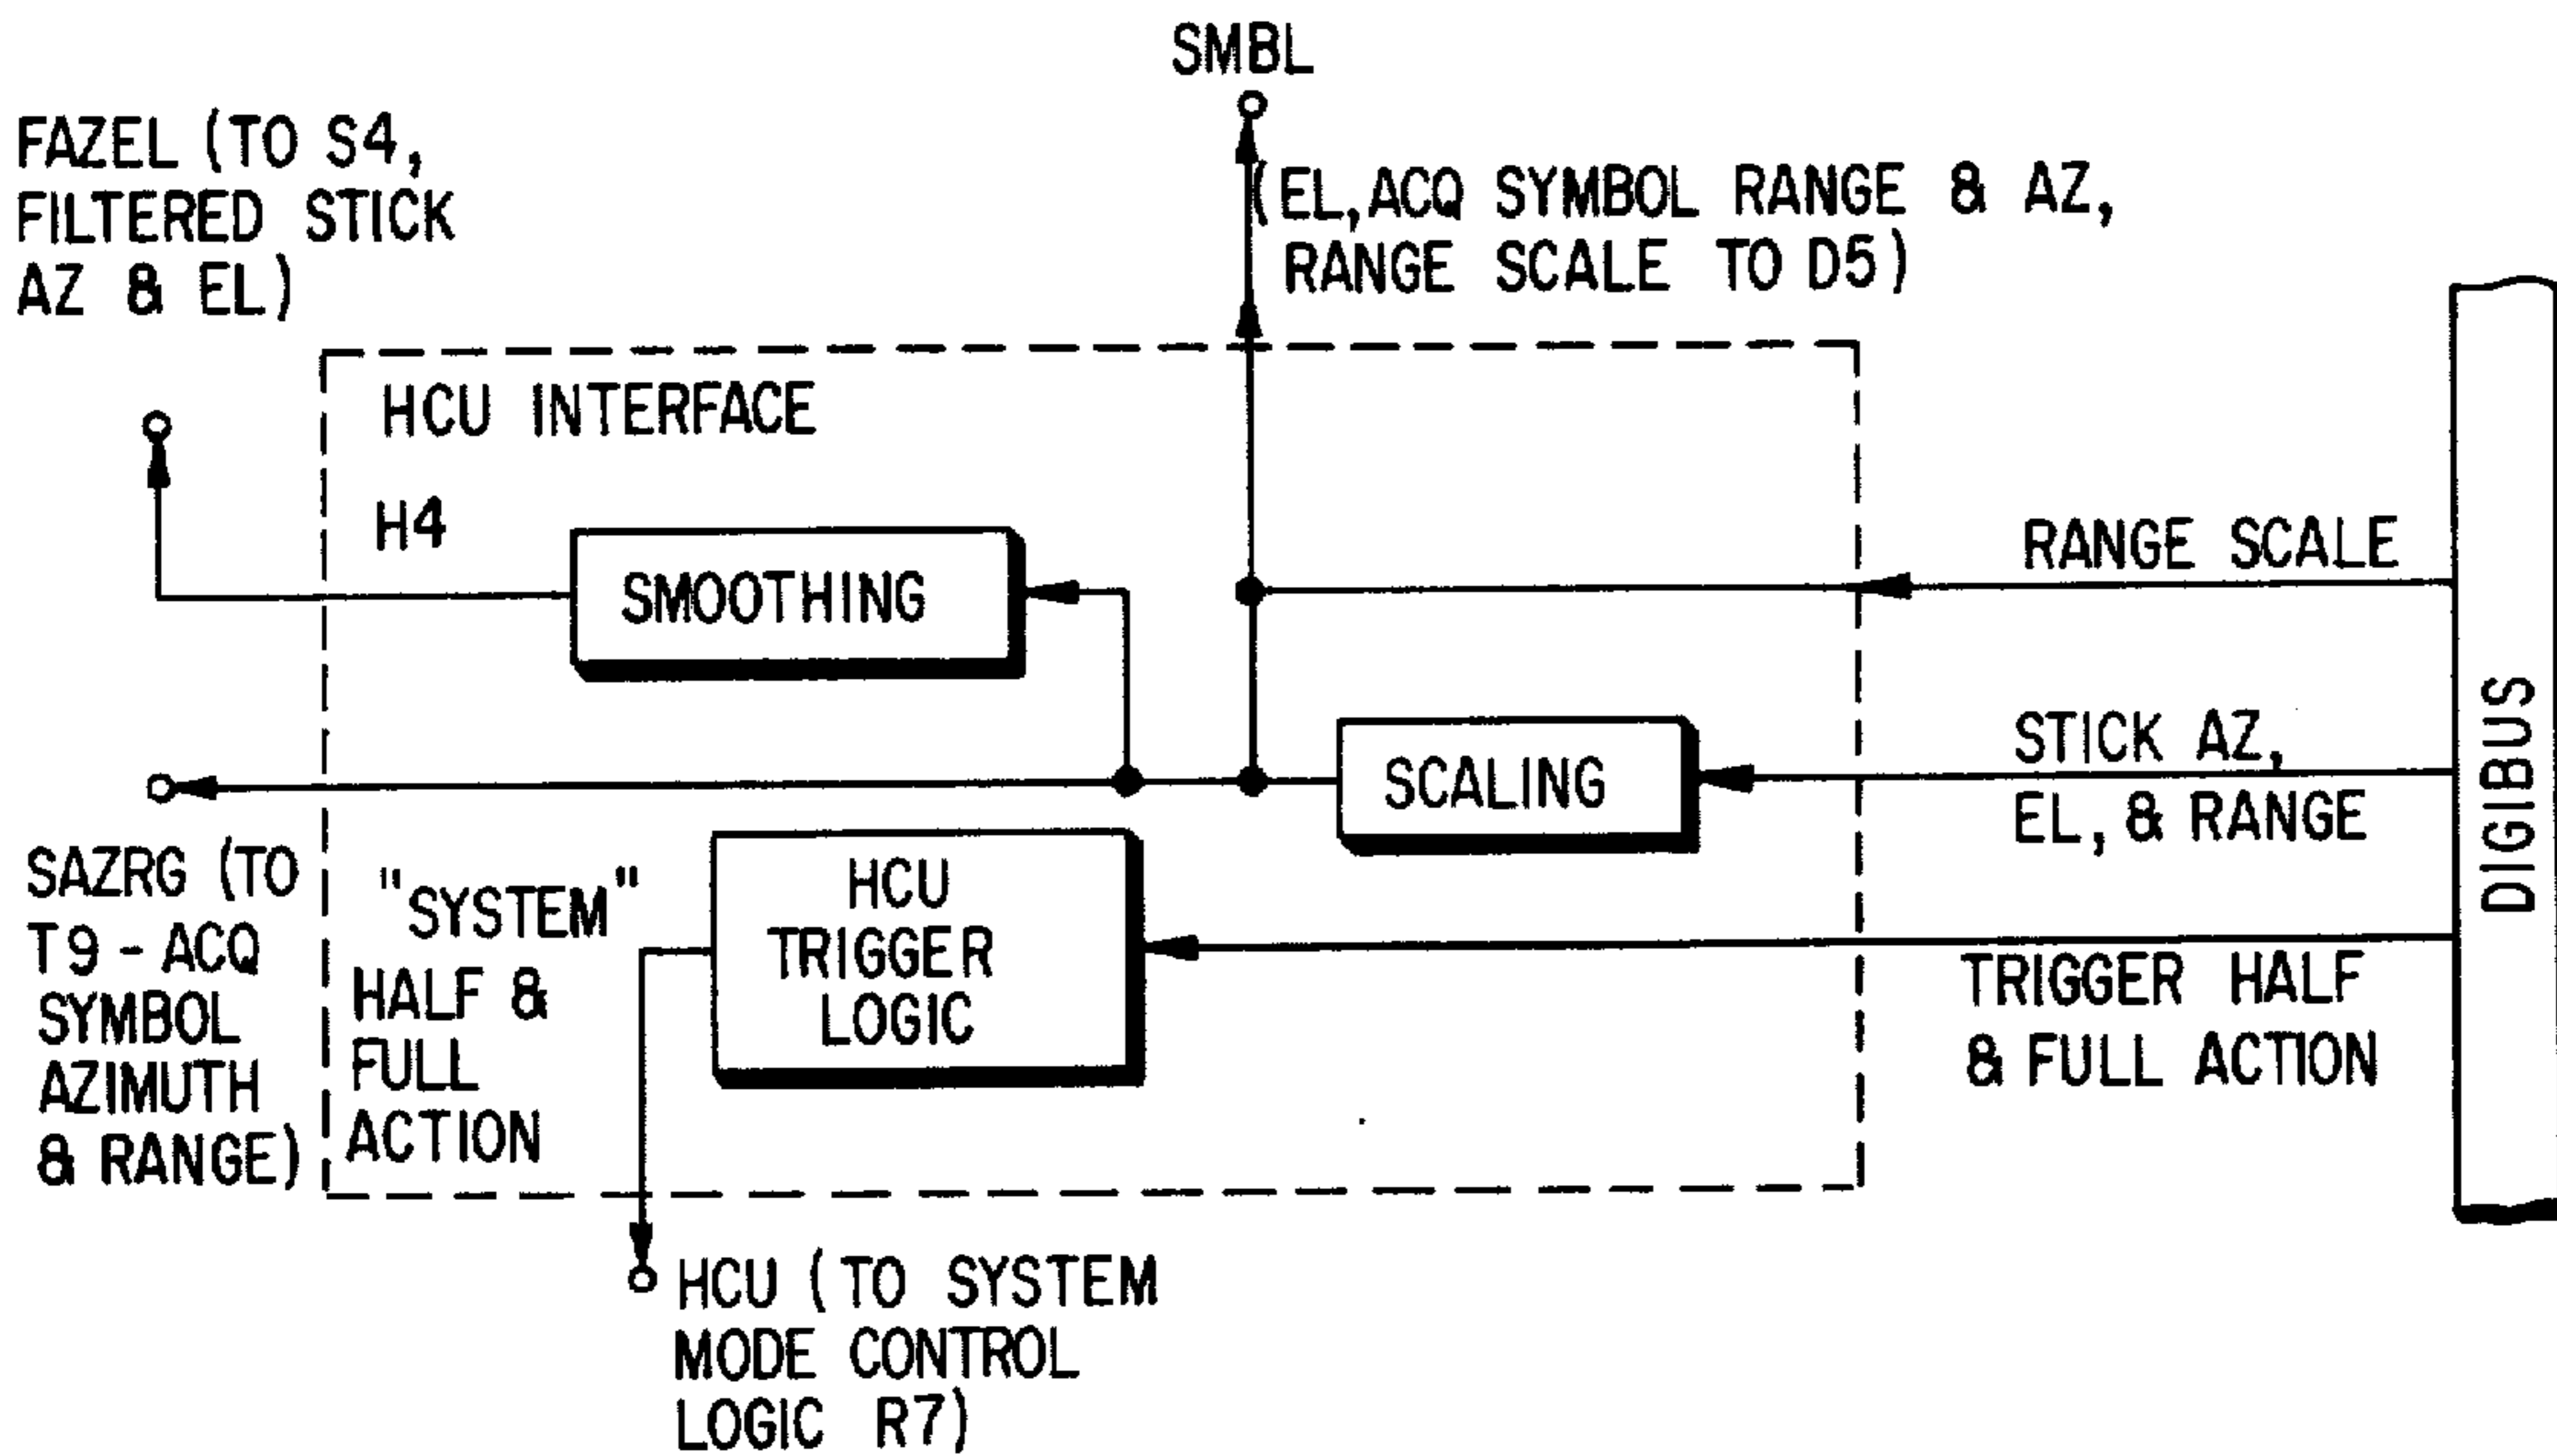 SMBL
FAZEL (TO S4,
FILTERED STICK
AZ & EL)
(EL, ACQ SYMBOL RANGE & AZ,
RANGE SCALE TO D5)
HCU INTERFACE
H4
SMOOTHING
RANGE SCALE
SCALING
STICK AZ,
EL, & RANGE
DIGIBUS
SAZRG (TO
T9 - ACQ
SYMBOL
AZIMUTH
& RANGE)
"SYSTEM"
HALF &
FULL
ACTION
HCU
TRIGGER
LOGIC
TRIGGER HALF
& FULL ACTION
HCU (TO SYSTEM
MODE CONTROL
LOGIC R7)